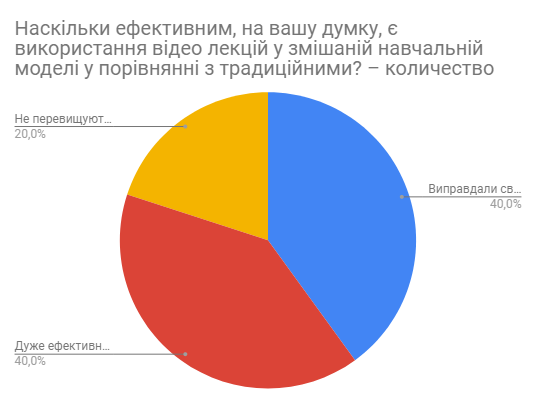 Наскільки ефективним, на вашу думку, є
використання відео лекцій у змішаній навчальній
моделі у порівнянні з традиційними? – количество
Не перевищуют...
20,0%
Виправдали св...
40,0%
Дуже ефективн...
40,0%